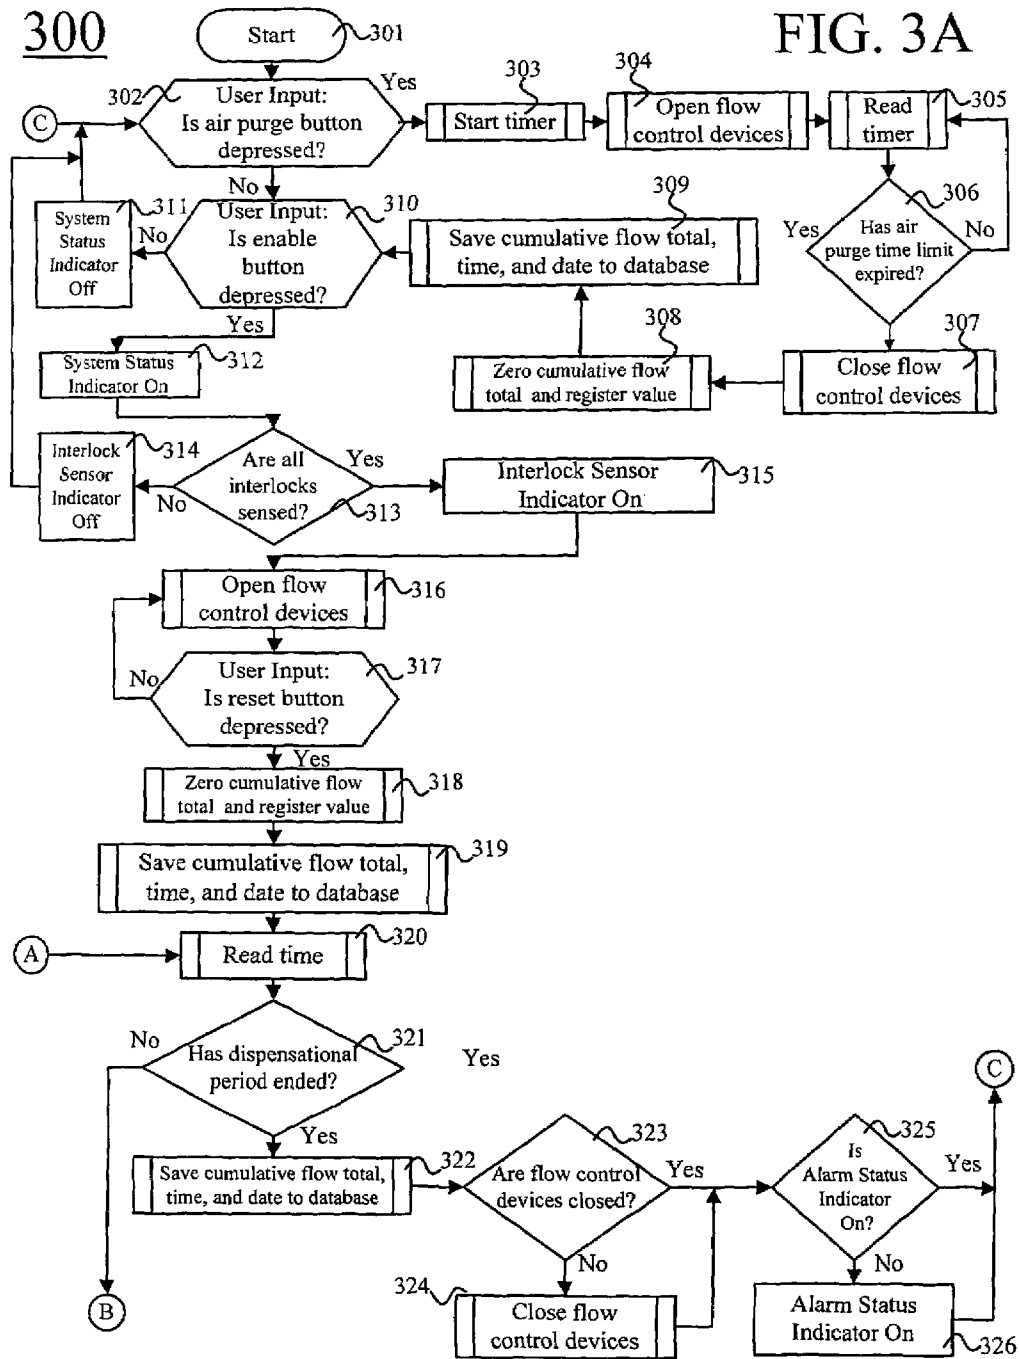 300
FIG. 3A
Start
301
302
User Input:
Is air purge button
depressed?
Yes
No
C
303
Start timer
304
Open flow
control devices
Read
timer
305
306
Has air
purge time limit
expired?
Yes
No
307
Close flow
control devices
308
Zero cumulative flow
total and register value
309
Save cumulative flow total,
time, and date to database
310
User Input:
Is enable
button
depressed?
No
Yes
311
System
Status
Indicator
Off
312
System Status
Indicator On
Are all
interlocks
sensed?
313
Yes
No
314
Interlock
Sensor
Indicator
Off
315
Interlock Sensor
Indicator On
316
Open flow
control devices
317
User Input:
Is reset button
depressed?
No
Yes
318
Zero cumulative flow
total and register value
319
Save cumulative flow total,
time, and date to database
A
320
Read time
321
Has dispensational
period ended?
No
Yes
Yes
B
322
Save cumulative flow total,
time, and date to database
323
Are flow control
devices closed?
Yes
No
324
Close flow
control devices
325
Is
Alarm Status
Indicator
On?
Yes
No
C
Alarm Status
Indicator On
326